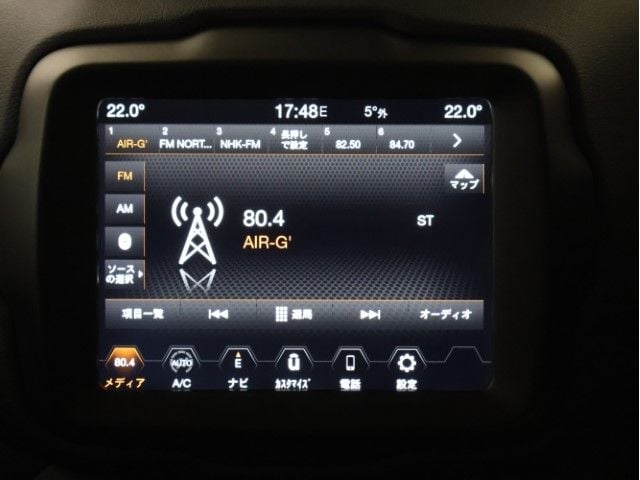 22.0° 17:48E 5°外 22.0°
1 2 3 4 5 6
AIR-G' FM NORT... NHK-FM 長押しで設定 82.50 84.70
FM
マップ
AM
80.4 ST
AIR-G'
ソースの選択
項目一覧 選局 オーディオ
80.4 AUTO E u
メディア A/C ナビ カスタマイズ 電話 設定